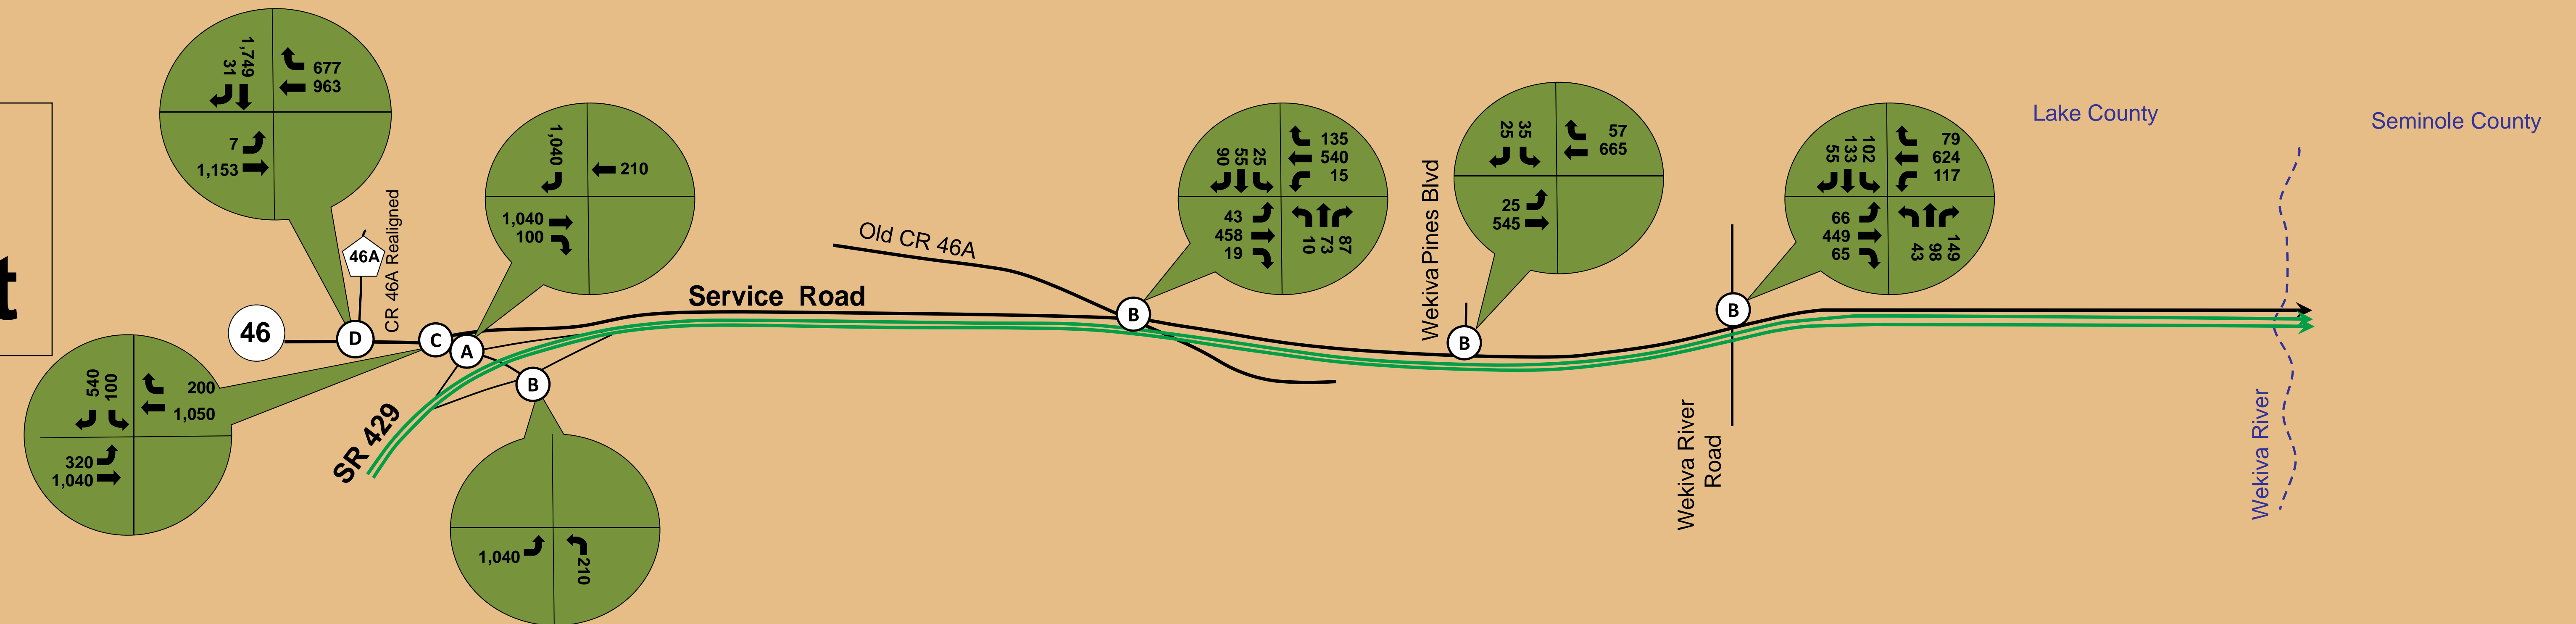 t
1,749
31
677
963
7
1,153
46A
CR 46A Realigned
46
D
C
A
B
540
100
200
1,050
320
1,040
SR 429
1,040
210
1,040
100
1,040
210
Service Road
Old CR 46A
B
90
55
25
135
540
15
43
458
19
10
73
87
Wekiva Pines Blvd
B
25
35
57
665
25
545
B
55
133
102
79
624
117
66
449
65
43
98
149
Wekiva River
Road
Lake County
Seminole County
Wekiva River